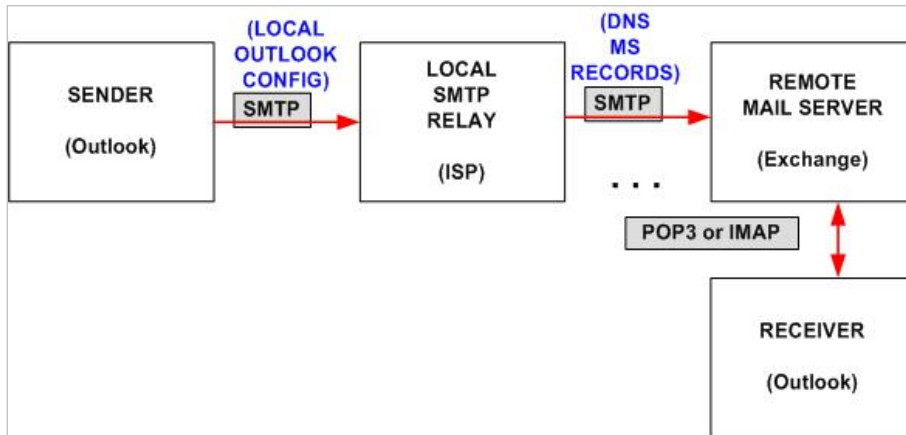 SENDER
(Outlook)
(LOCAL
OUTLOOK
CONFIG)
SMTP
LOCAL
SMTP
RELAY
(ISP)
(DNS
MS
RECORDS)
SMTP
. . .
REMOTE
MAIL SERVER
(Exchange)
POP3 or IMAP
RECEIVER
(Outlook)